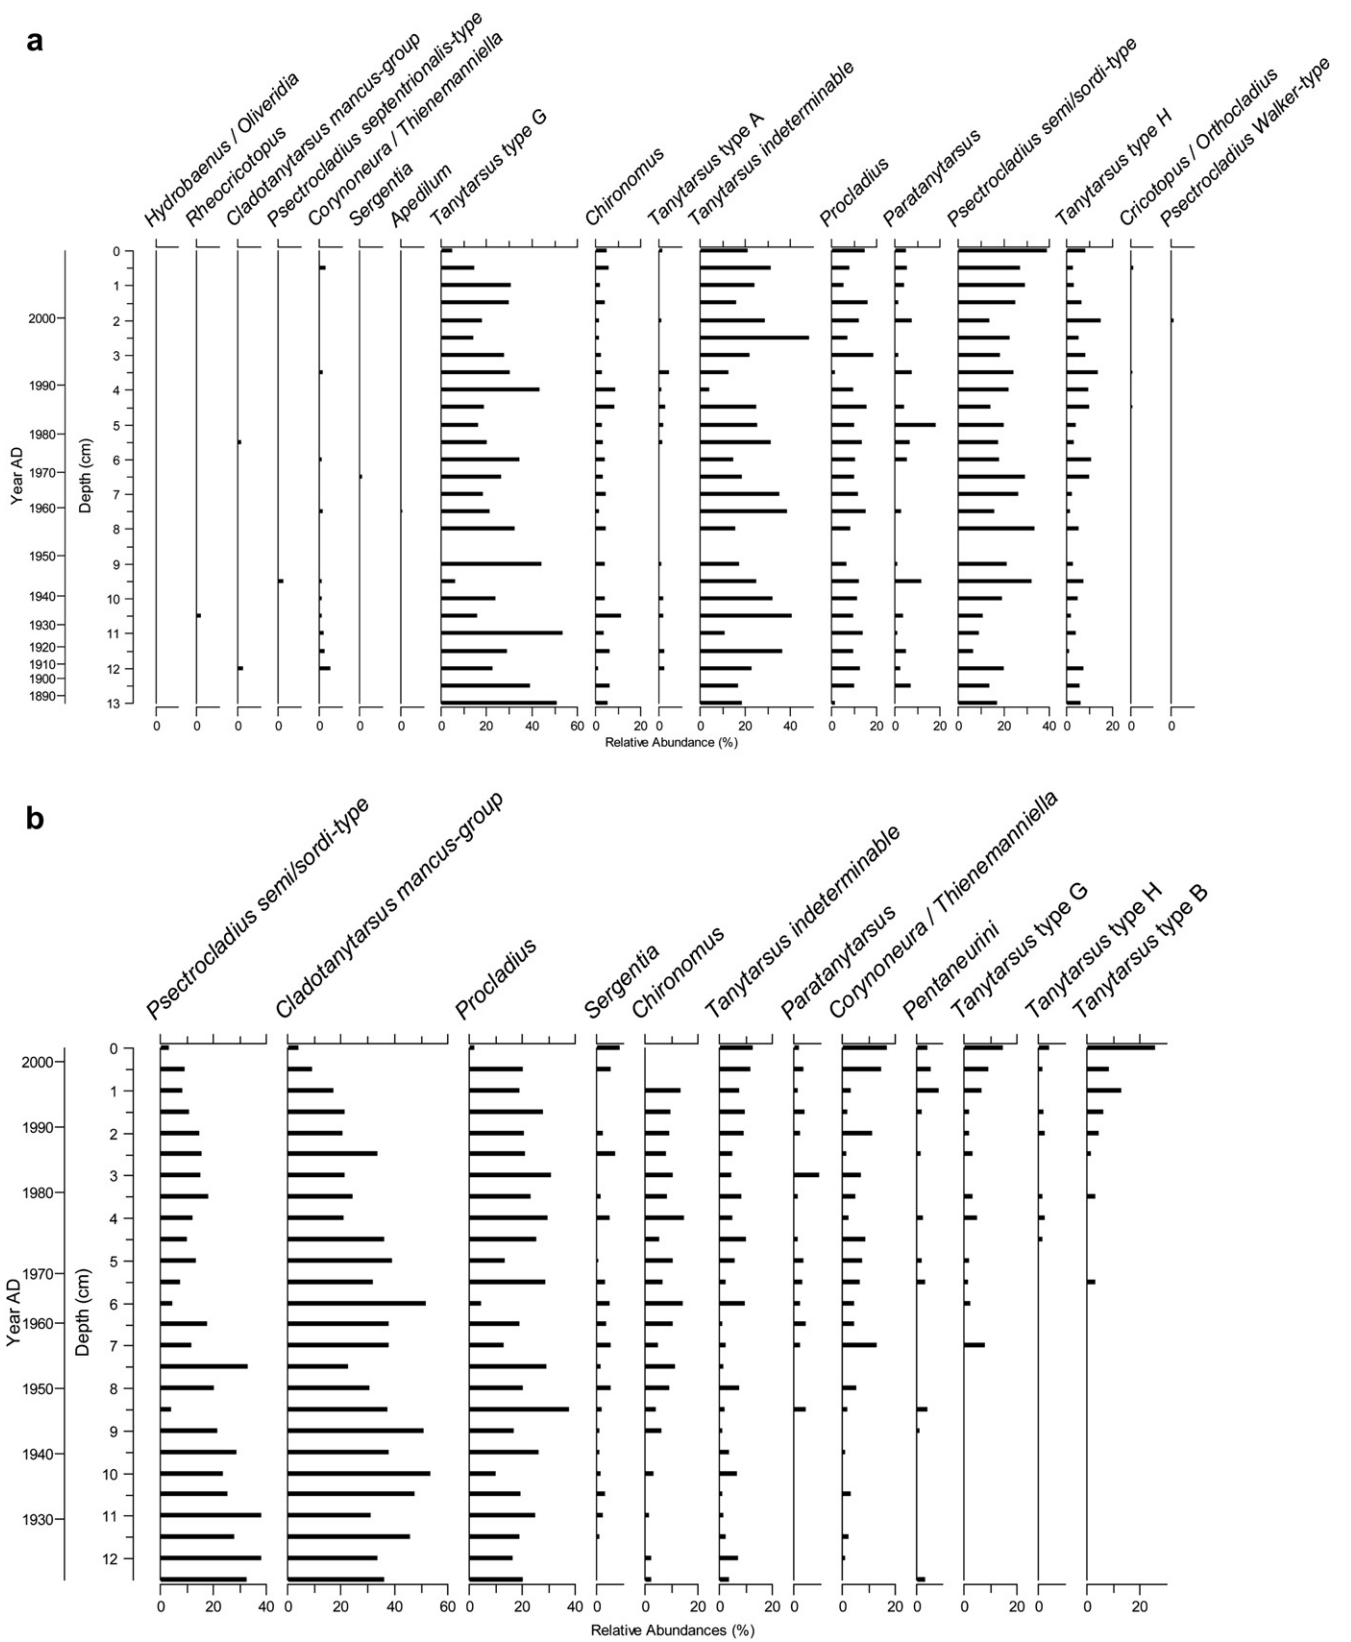 a
Hydrobaenus / Oliveridia
Rheocricotopus
Cladotanytarsus mancus-group
Psectrocladius septentrionalis-type
Corynoneura / Thienemanniella
Sergentia
Apedilum
Tanytarsus type G
Chironomus
Tanytarsus type A
Tanytarsus indeterminable
Procladius
Paratanytarsus
Psectrocladius semi/sordi-type
Tanytarsus type H
Cricotopus / Orthocladius
Psectrocladius Walker-type
Year AD
2000
1990
1980
1970
1960
1950
1940
1930
1920
1910
1900
1890
Depth (cm)
0
1
2
3
4
5
6
7
8
9
10
11
12
13
0 0 0 0 0 0 0 0 20 40 60 0 20 0 0 20 40 0 20 0 20 0 20 40 0 20 0 0
Relative Abundance (%)
b
Psectrocladius semi/sordi-type
Cladotanytarsus mancus-group
Procladius
Sergentia
Chironomus
Tanytarsus indeterminable
Paratanytarsus
Corynoneura / Thienemanniella
Pentaneurini
Tanytarsus type G
Tanytarsus type H
Tanytarsus type B
Year AD
2000
1990
1980
1970
1960
1950
1940
1930
Depth (cm)
0
1
2
3
4
5
6
7
8
9
10
11
12
0 20 40 0 20 40 60 0 20 40 0 0 20 0 20 0 0 20 0 0 20 0 0 20
Relative Abundances (%)